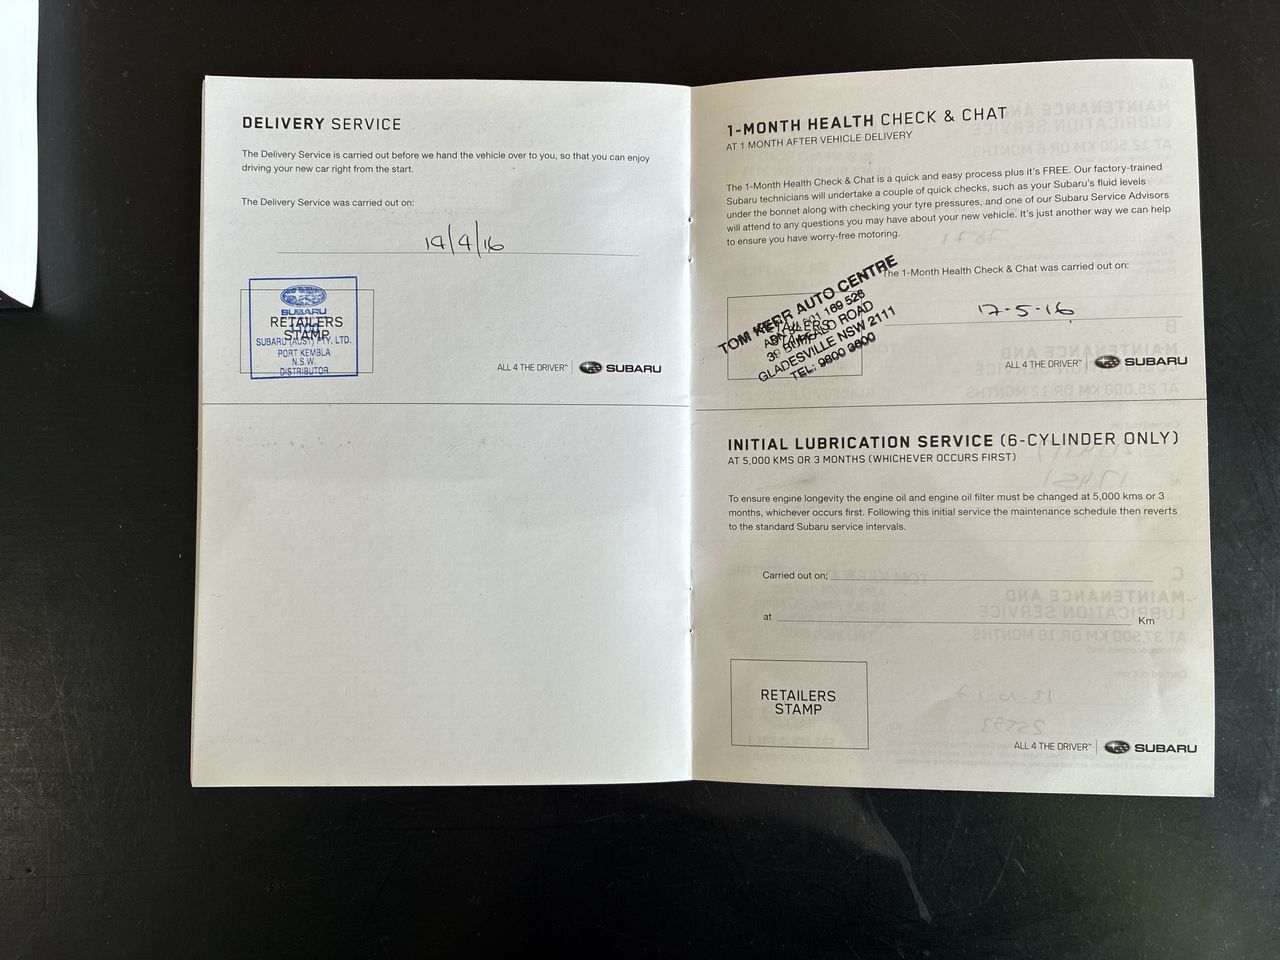 DELIVERY SERVICE
The Delivery Service is carried out before we hand the vehicle over to you, so that you can enjoy
driving your new car right from the start.
The Delivery Service was carried out on:
19/4/16
SUBARU
RETAILERS
STAMP
SUBARU (AUST) PTY. LTD.
PORT KEMBLA
N.S.W.
DISTRIBUTOR
ALL 4 THE DRIVER™ SUBARU
1-MONTH HEALTH CHECK & CHAT
AT 1 MONTH AFTER VEHICLE DELIVERY
The 1-Month Health Check & Chat is a quick and easy process plus it's FREE. Our factory-trained
Subaru technicians will undertake a couple of quick checks, such as your Subaru's fluid levels
under the bonnet along with checking your tyre pressures, and one of our Subaru Service Advisors
will attend to any questions you may have about your new vehicle. It's just another way we can help
to ensure you have worry-free motoring.
The 1-Month Health Check & Chat was carried out on:
17-5-16
TOM KERR AUTO CENTRE
169 526
ROAD
GLADESVILLE NSW 2111
TEL:
ALL 4 THE DRIVER™ SUBARU
INITIAL LUBRICATION SERVICE (6-CYLINDER ONLY)
AT 5,000 KMS OR 3 MONTHS (WHICHEVER OCCURS FIRST)
To ensure engine longevity the engine oil and engine oil filter must be changed at 5,000 kms or 3
months, whichever occurs first. Following this initial service the maintenance schedule then reverts
to the standard Subaru service intervals.
Carried out on:
at Km
RETAILERS
STAMP
ALL 4 THE DRIVER™ SUBARU